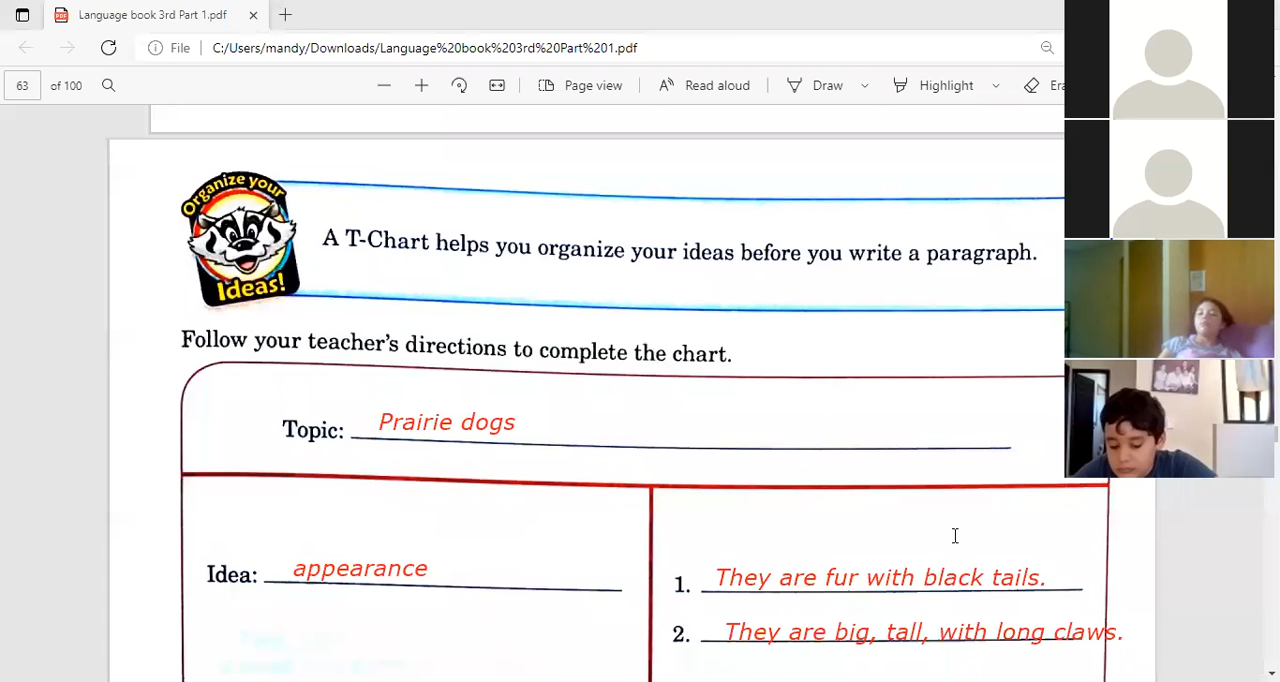 Language book 3rd Part 1.pdf
File C:/Users/mandy/Downloads/Language%20book%203rd%20Part%201.pdf
63 of 100 Page view Read aloud Draw Highlight Era
Organize your
Ideas!
A T-Chart helps you organize your ideas before you write a paragraph.
Follow your teacher's directions to complete the chart.
Topic: Prairie dogs
Idea: appearance
1. They are fur with black tails.
2. They are big, tall, with long claws.